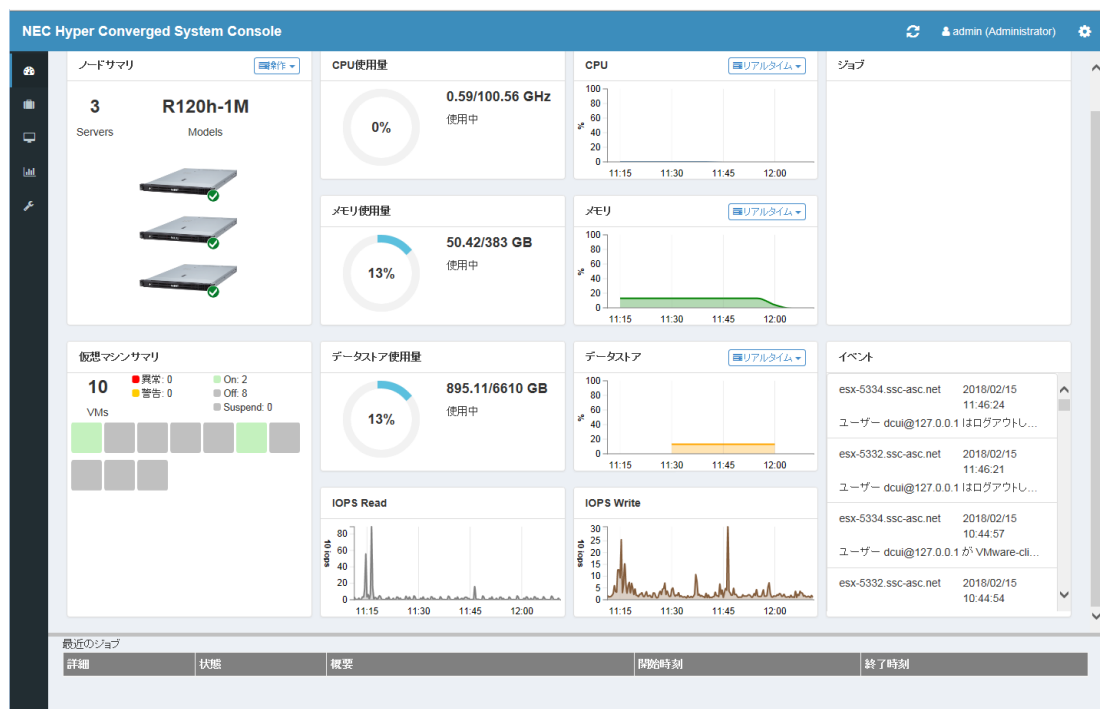 NEC Hyper Converged System Console
admin (Administrator)
ノードサマリ
操作
3
R120h-1M
Servers
Models
CPU使用量
0%
0.59/100.56 GHz
使用中
CPU
リアルタイム
100
80
60
40
20
0
%
11:15 11:30 11:45 12:00
ジョブ
メモリ使用量
13%
50.42/383 GB
使用中
メモリ
リアルタイム
100
80
60
40
20
0
%
11:15 11:30 11:45 12:00
仮想マシンサマリ
10
VMs
異常: 0
警告: 0
On: 2
Off: 8
Suspend: 0
データストア使用量
13%
895.11/6610 GB
使用中
データストア
リアルタイム
100
80
60
40
20
0
%
11:15 11:30 11:45 12:00
イベント
esx-5334.ssc-asc.net 2018/02/15
11:46:24
ユーザー dcui@127.0.0.1 はログアウトし...
esx-5332.ssc-asc.net 2018/02/15
11:46:21
ユーザー dcui@127.0.0.1 はログアウトし...
esx-5334.ssc-asc.net 2018/02/15
10:44:57
ユーザー dcui@127.0.0.1 が VMware-cli...
esx-5332.ssc-asc.net 2018/02/15
10:44:54
IOPS Read
80
60
40
20
0
10 iops
11:15 11:30 11:45 12:00
IOPS Write
30
25
20
15
10
5
0
10 iops
11:15 11:30 11:45 12:00
最近のジョブ
詳細 状態 概要 開始時刻 終了時刻